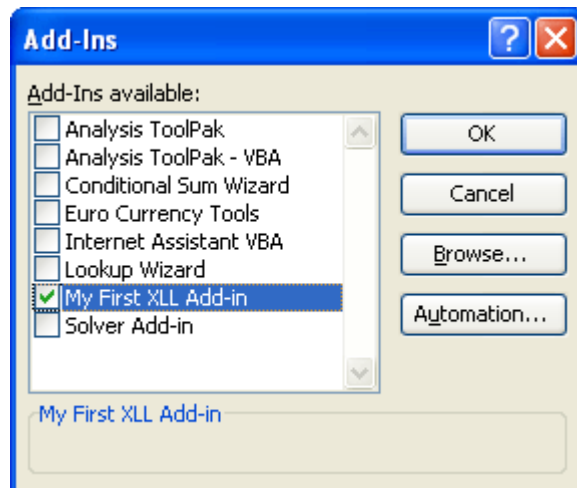 Add-Ins
Add-Ins available:
Analysis ToolPak
Analysis ToolPak - VBA
Conditional Sum Wizard
Euro Currency Tools
Internet Assistant VBA
Lookup Wizard
My First XLL Add-in
Solver Add-in
OK
Cancel
Browse...
Automation...
My First XLL Add-in